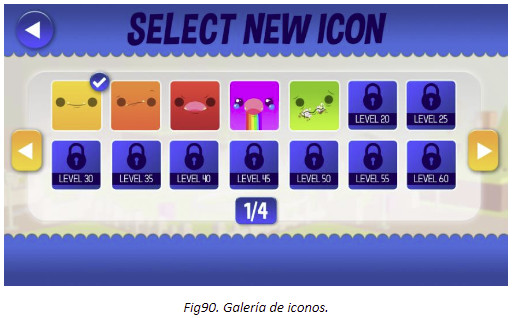 SELECT NEW ICON
LEVEL 20 LEVEL 25
LEVEL 30 LEVEL 35 LEVEL 40 LEVEL 45 LEVEL 50 LEVEL 55 LEVEL 60
1/4
Fig90. Galería de iconos.